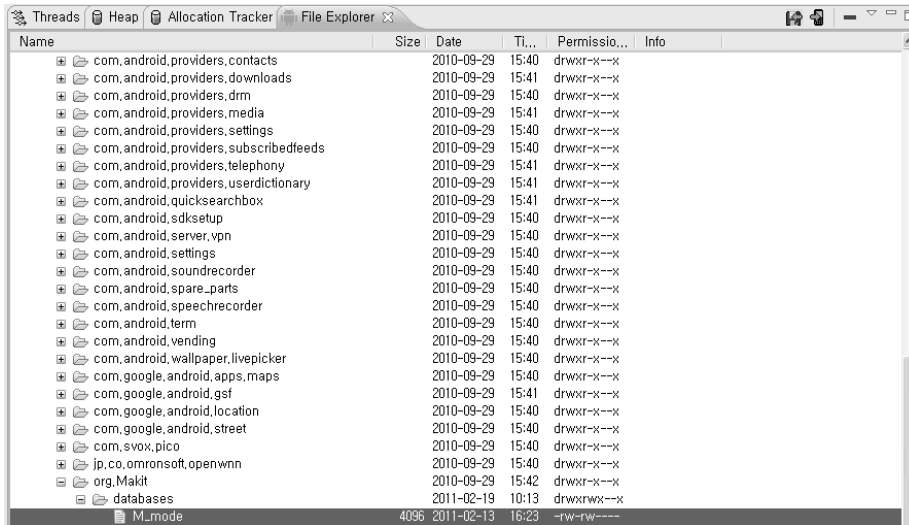 Threads Heap Allocation Tracker File Explorer
Name Size Date Ti... Permissio... Info
com.android.providers.contacts 2010-09-29 15:40 drwxr-x--x
com.android.providers.downloads 2010-09-29 15:41 drwxr-x--x
com.android.providers.drm 2010-09-29 15:40 drwxr-x--x
com.android.providers.media 2010-09-29 15:41 drwxr-x--x
com.android.providers.settings 2010-09-29 15:40 drwxr-x--x
com.android.providers.subscribedfeeds 2010-09-29 15:40 drwxr-x--x
com.android.providers.telephony 2010-09-29 15:41 drwxr-x--x
com.android.providers.userdictionary 2010-09-29 15:41 drwxr-x--x
com.android.quicksearchbox 2010-09-29 15:41 drwxr-x--x
com.android.sdksetup 2010-09-29 15:40 drwxr-x--x
com.android.server.vpn 2010-09-29 15:40 drwxr-x--x
com.android.settings 2010-09-29 15:40 drwxr-x--x
com.android.soundrecorder 2010-09-29 15:40 drwxr-x--x
com.android.spare_parts 2010-09-29 15:40 drwxr-x--x
com.android.speechrecorder 2010-09-29 15:40 drwxr-x--x
com.android.term 2010-09-29 15:40 drwxr-x--x
com.android.vending 2010-09-29 15:40 drwxr-x--x
com.android.wallpaper.livepicker 2010-09-29 15:40 drwxr-x--x
com.google.android.apps.maps 2010-09-29 15:40 drwxr-x--x
com.google.android.gsf 2010-09-29 15:41 drwxr-x--x
com.google.android.location 2010-09-29 15:40 drwxr-x--x
com.google.android.street 2010-09-29 15:40 drwxr-x--x
com.svox.pico 2010-09-29 15:40 drwxr-x--x
jp.co.omronsoft.openwnn 2010-09-29 15:40 drwxr-x--x
org.Makit 2010-09-29 15:42 drwxr-x--x
databases 2011-02-19 10:13 drwxrwx--x
M_mode 4096 2011-02-13 16:23 -rw-rw----